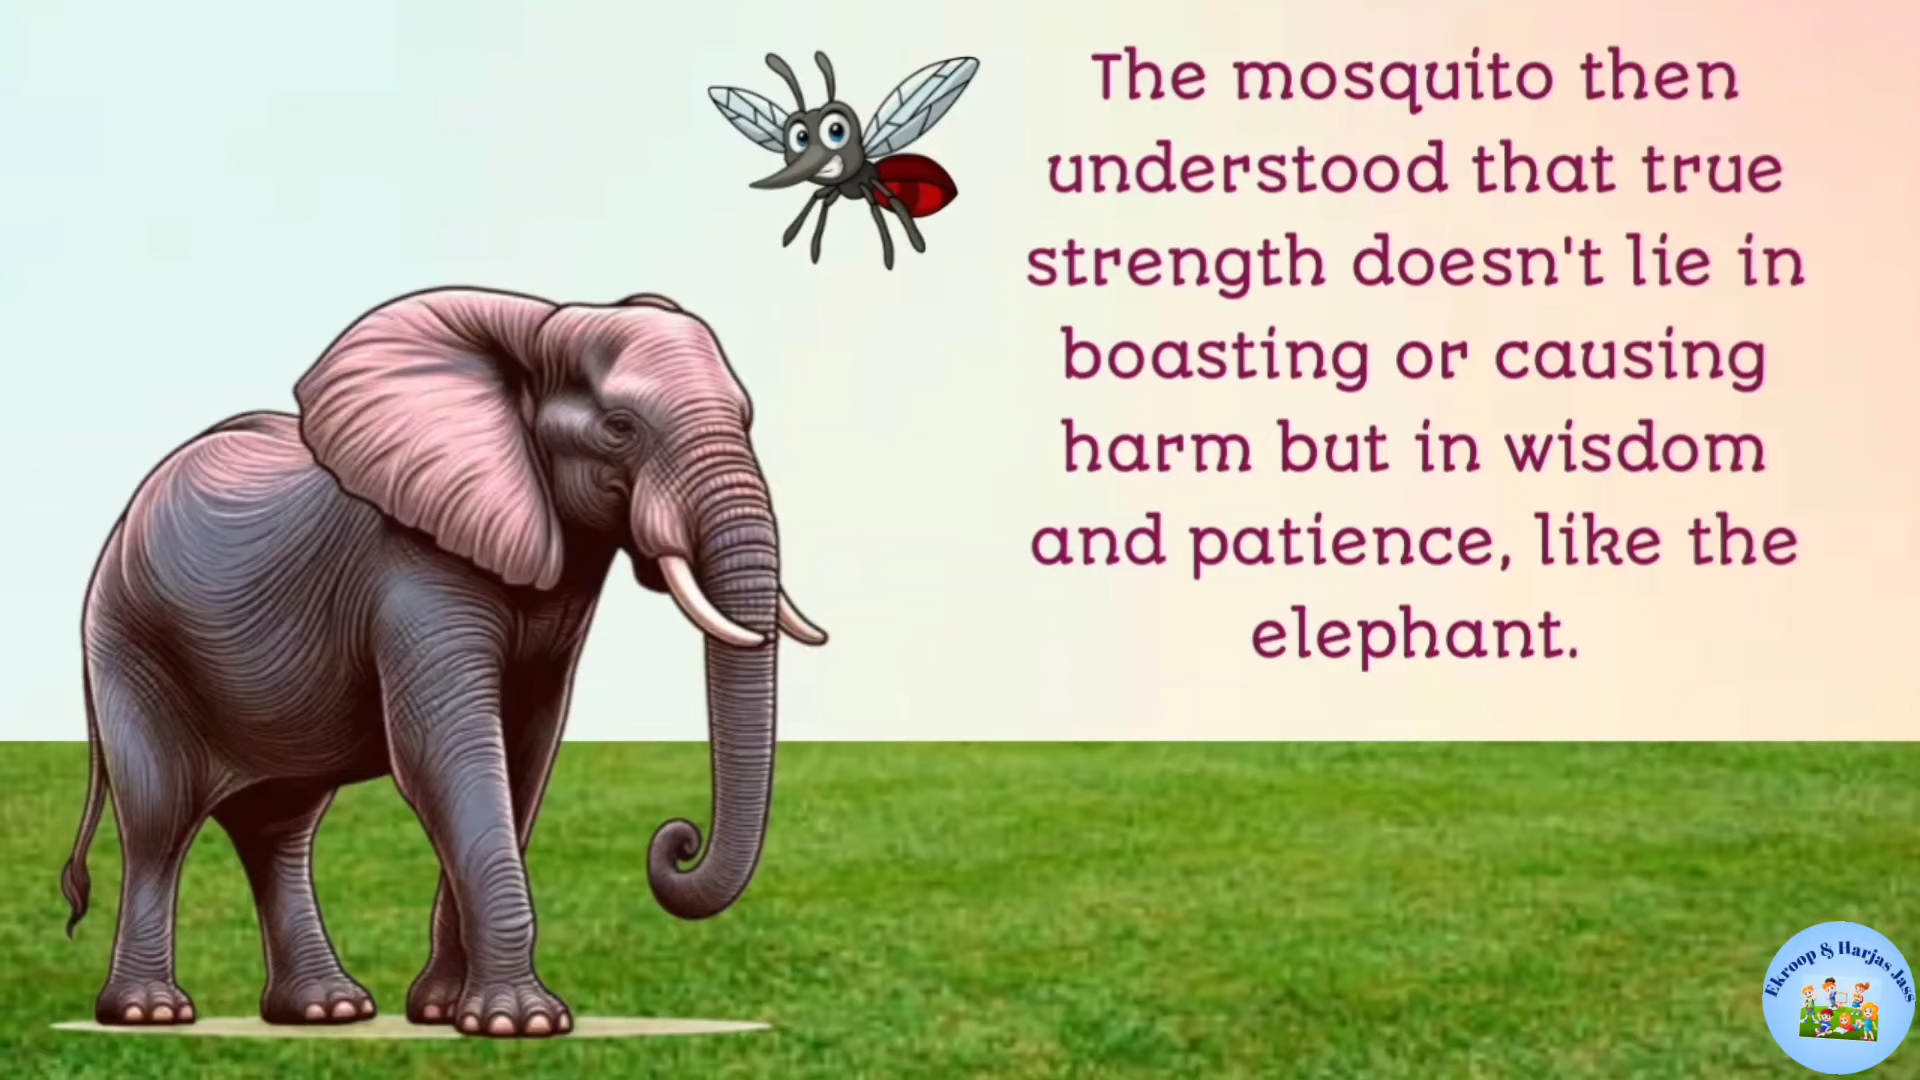 The mosquito then
understood that true
strength doesn't lie in
boasting or causing
harm but in wisdom
and patience, like the
elephant.
Ekroop & Harjas Jass